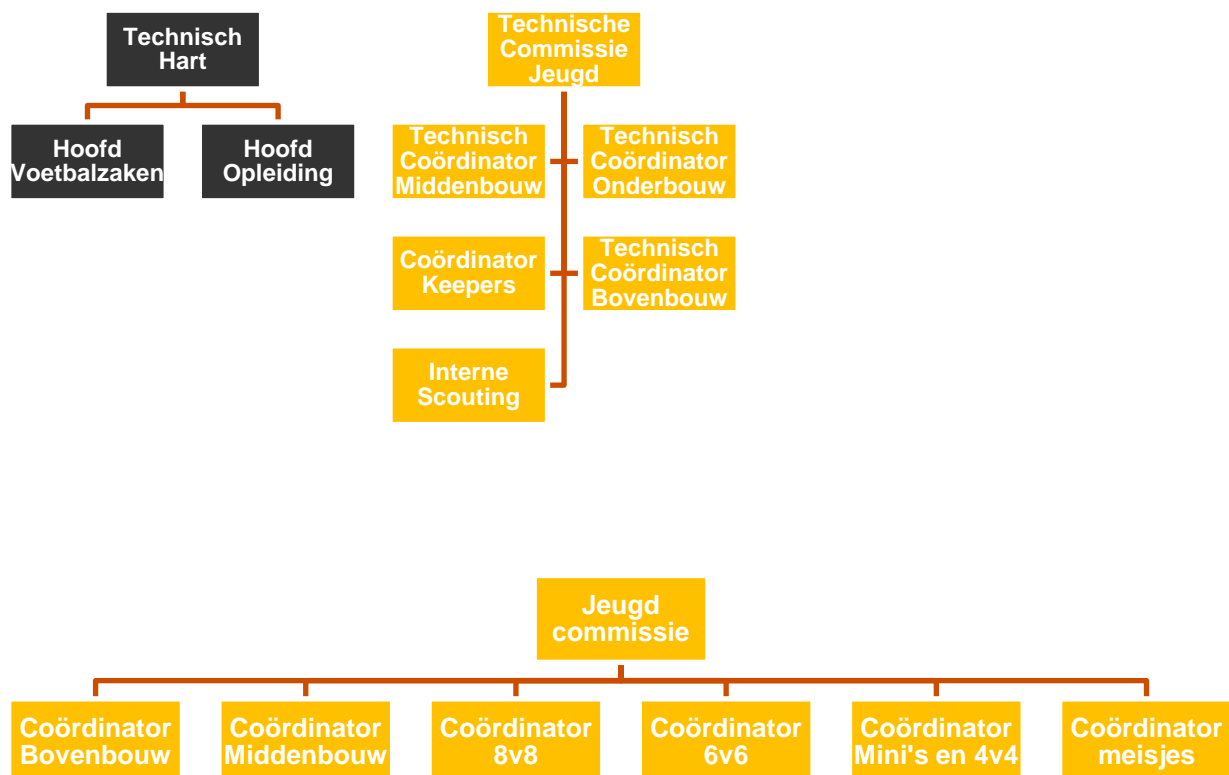 Technisch
Hart
Hoofd
Voetbalzaken
Hoofd
Opleiding
Technische
Commissie
Jeugd
Technisch
Coördinator
Middenbouw
Technisch
Coördinator
Onderbouw
Coördinator
Keepers
Technisch
Coördinator
Bovenbouw
Interne
Scouting
Jeugd
commissie
Coördinator
Bovenbouw
Coördinator
Middenbouw
Coördinator
8v8
Coördinator
6v6
Coördinator
Mini's en 4v4
Coördinator
meisjes